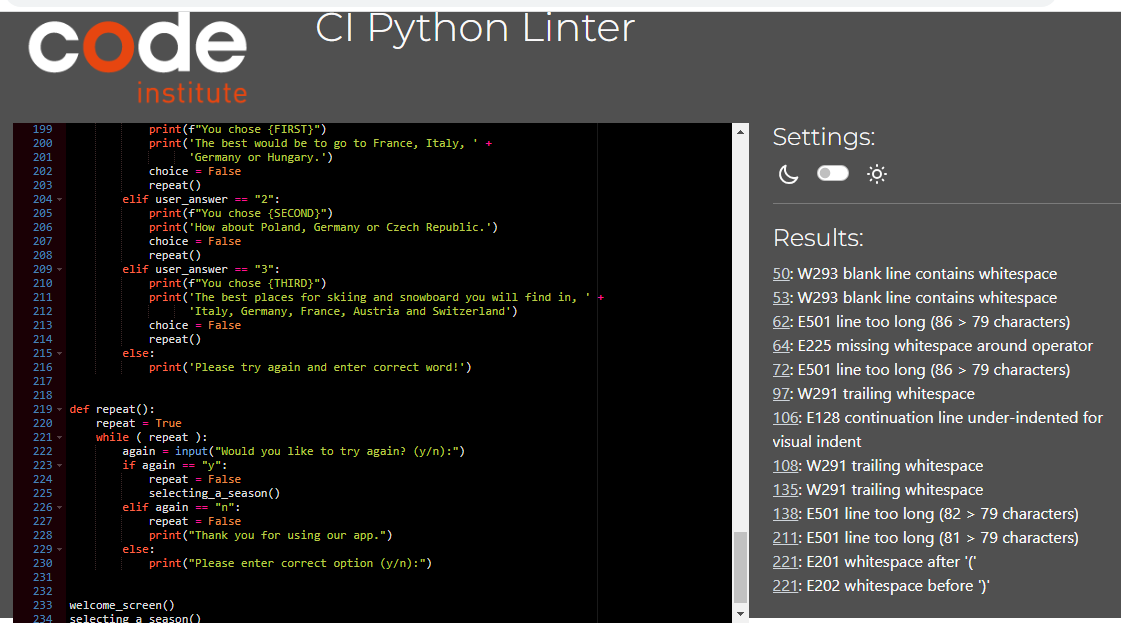 code
institute
CI Python Linter
199 print(f"You chose {FIRST}")
200 print('The best would be to go to France, Italy, ' +
201 'Germany or Hungary.')
202 choice = False
203 repeat()
204 elif user_answer == "2":
205 print(f"You chose {SECOND}")
206 print('How about Poland, Germany or Czech Republic.')
207 choice = False
208 repeat()
209 elif user_answer == "3":
210 print(f"You chose {THIRD}")
211 print('The best places for skiing and snowboard you will find in, ' +
212 'Italy, Germany, France, Austria and Switzerland')
213 choice = False
214 repeat()
215 else:
216 print('Please try again and enter correct word!')
217
218
219 def repeat():
220 repeat = True
221 while ( repeat ):
222 again = input("Would you like to try again? (y/n):")
223 if again == "y":
224 repeat = False
225 selecting_a_season()
226 elif again == "n":
227 repeat = False
228 print("Thank you for using our app.")
229 else:
230 print("Please enter correct option (y/n):")
231
232
233 welcome_screen()
234 selecting_a_season()
Settings:
Results:
50: W293 blank line contains whitespace
53: W293 blank line contains whitespace
62: E501 line too long (86 > 79 characters)
64: E225 missing whitespace around operator
72: E501 line too long (86 > 79 characters)
97: W291 trailing whitespace
106: E128 continuation line under-indented for
visual indent
108: W291 trailing whitespace
135: W291 trailing whitespace
138: E501 line too long (82 > 79 characters)
211: E501 line too long (81 > 79 characters)
221: E201 whitespace after '('
221: E202 whitespace before ')'